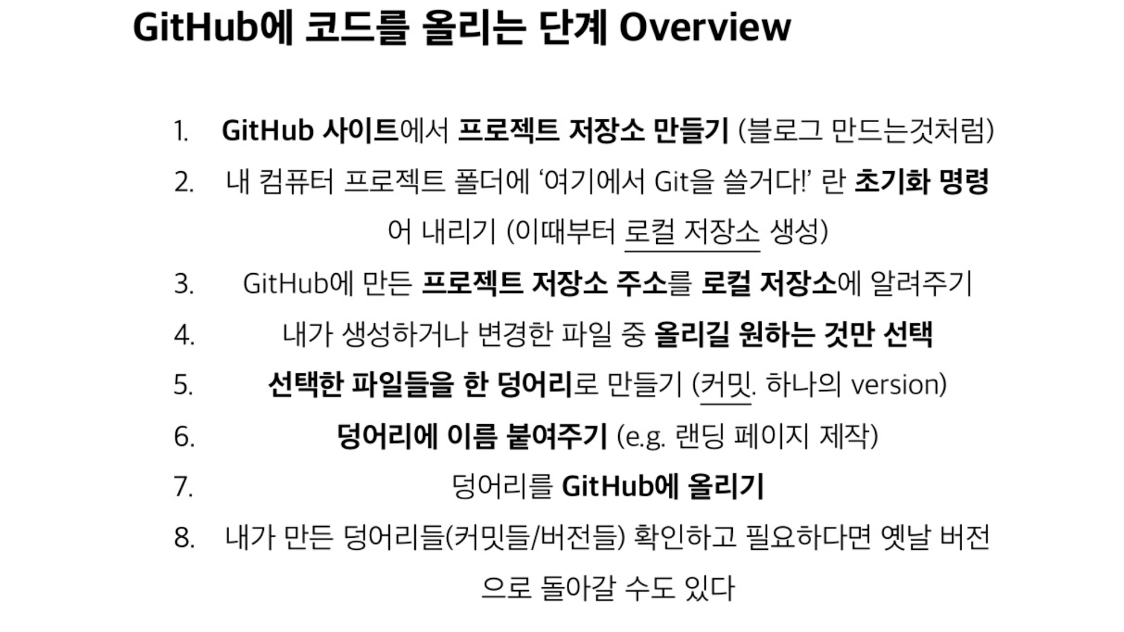 GitHub에 코드를 올리는 단계 Overview
1. GitHub 사이트에서 프로젝트 저장소 만들기 (블로그 만드는것처럼)
2. 내 컴퓨터 프로젝트 폴더에 ‘여기에서 Git을 쓸거다!’ 란 초기화 명령
어 내리기 (이때부터 로컬 저장소 생성)
3. GitHub에 만든 프로젝트 저장소 주소를 로컬 저장소에 알려주기
4. 내가 생성하거나 변경한 파일 중 올리길 원하는 것만 선택
5. 선택한 파일들을 한 덩어리로 만들기 (커밋. 하나의 version)
6. 덩어리에 이름 붙여주기 (e.g. 랜딩 페이지 제작)
7. 덩어리를 GitHub에 올리기
8. 내가 만든 덩어리들(커밋들/버전들) 확인하고 필요하다면 옛날 버전
으로 돌아갈 수도 있다